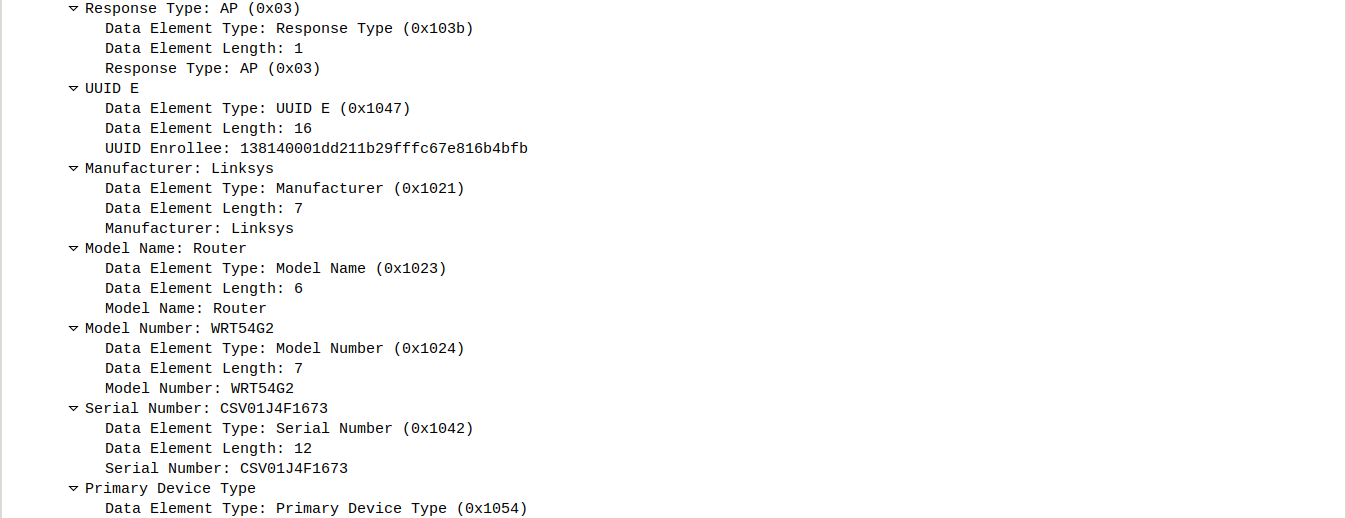 Response Type: AP (0x03)
Data Element Type: Response Type (0x103b)
Data Element Length: 1
Response Type: AP (0x03)
UUID E
Data Element Type: UUID E (0x1047)
Data Element Length: 16
UUID Enrollee: 138140001dd211b29fffc67e816b4bfb
Manufacturer: Linksys
Data Element Type: Manufacturer (0x1021)
Data Element Length: 7
Manufacturer: Linksys
Model Name: Router
Data Element Type: Model Name (0x1023)
Data Element Length: 6
Model Name: Router
Model Number: WRT54G2
Data Element Type: Model Number (0x1024)
Data Element Length: 7
Model Number: WRT54G2
Serial Number: CSV01J4F1673
Data Element Type: Serial Number (0x1042)
Data Element Length: 12
Serial Number: CSV01J4F1673
Primary Device Type
Data Element Type: Primary Device Type (0x1054)